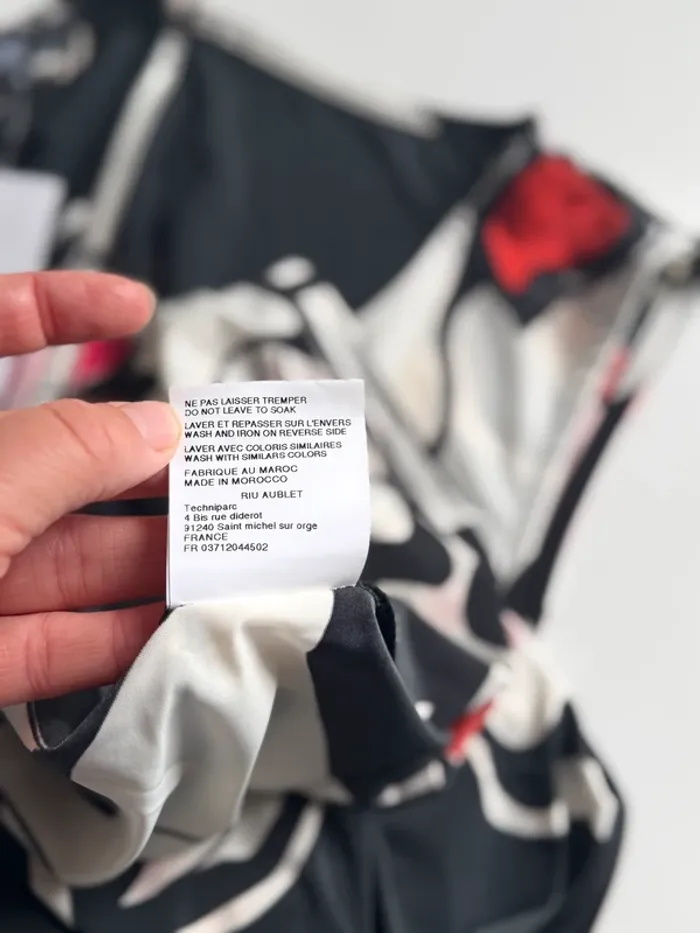 NE PAS LAISSER TREMPER
DO NOT LEAVE TO SOAK
LAVER ET REPASSER SUR L'ENVERS
WASH AND IRON ON REVERSE SIDE
LAVER AVEC COLORIS SIMILAIRES
WASH WITH SIMILARS COLORS
FABRIQUE AU MAROC
MADE IN MOROCCO
RIU AUBLET
Techniparc
4 Bis rue diderot
91240 Saint michel sur orge
FRANCE
FR 03712044502